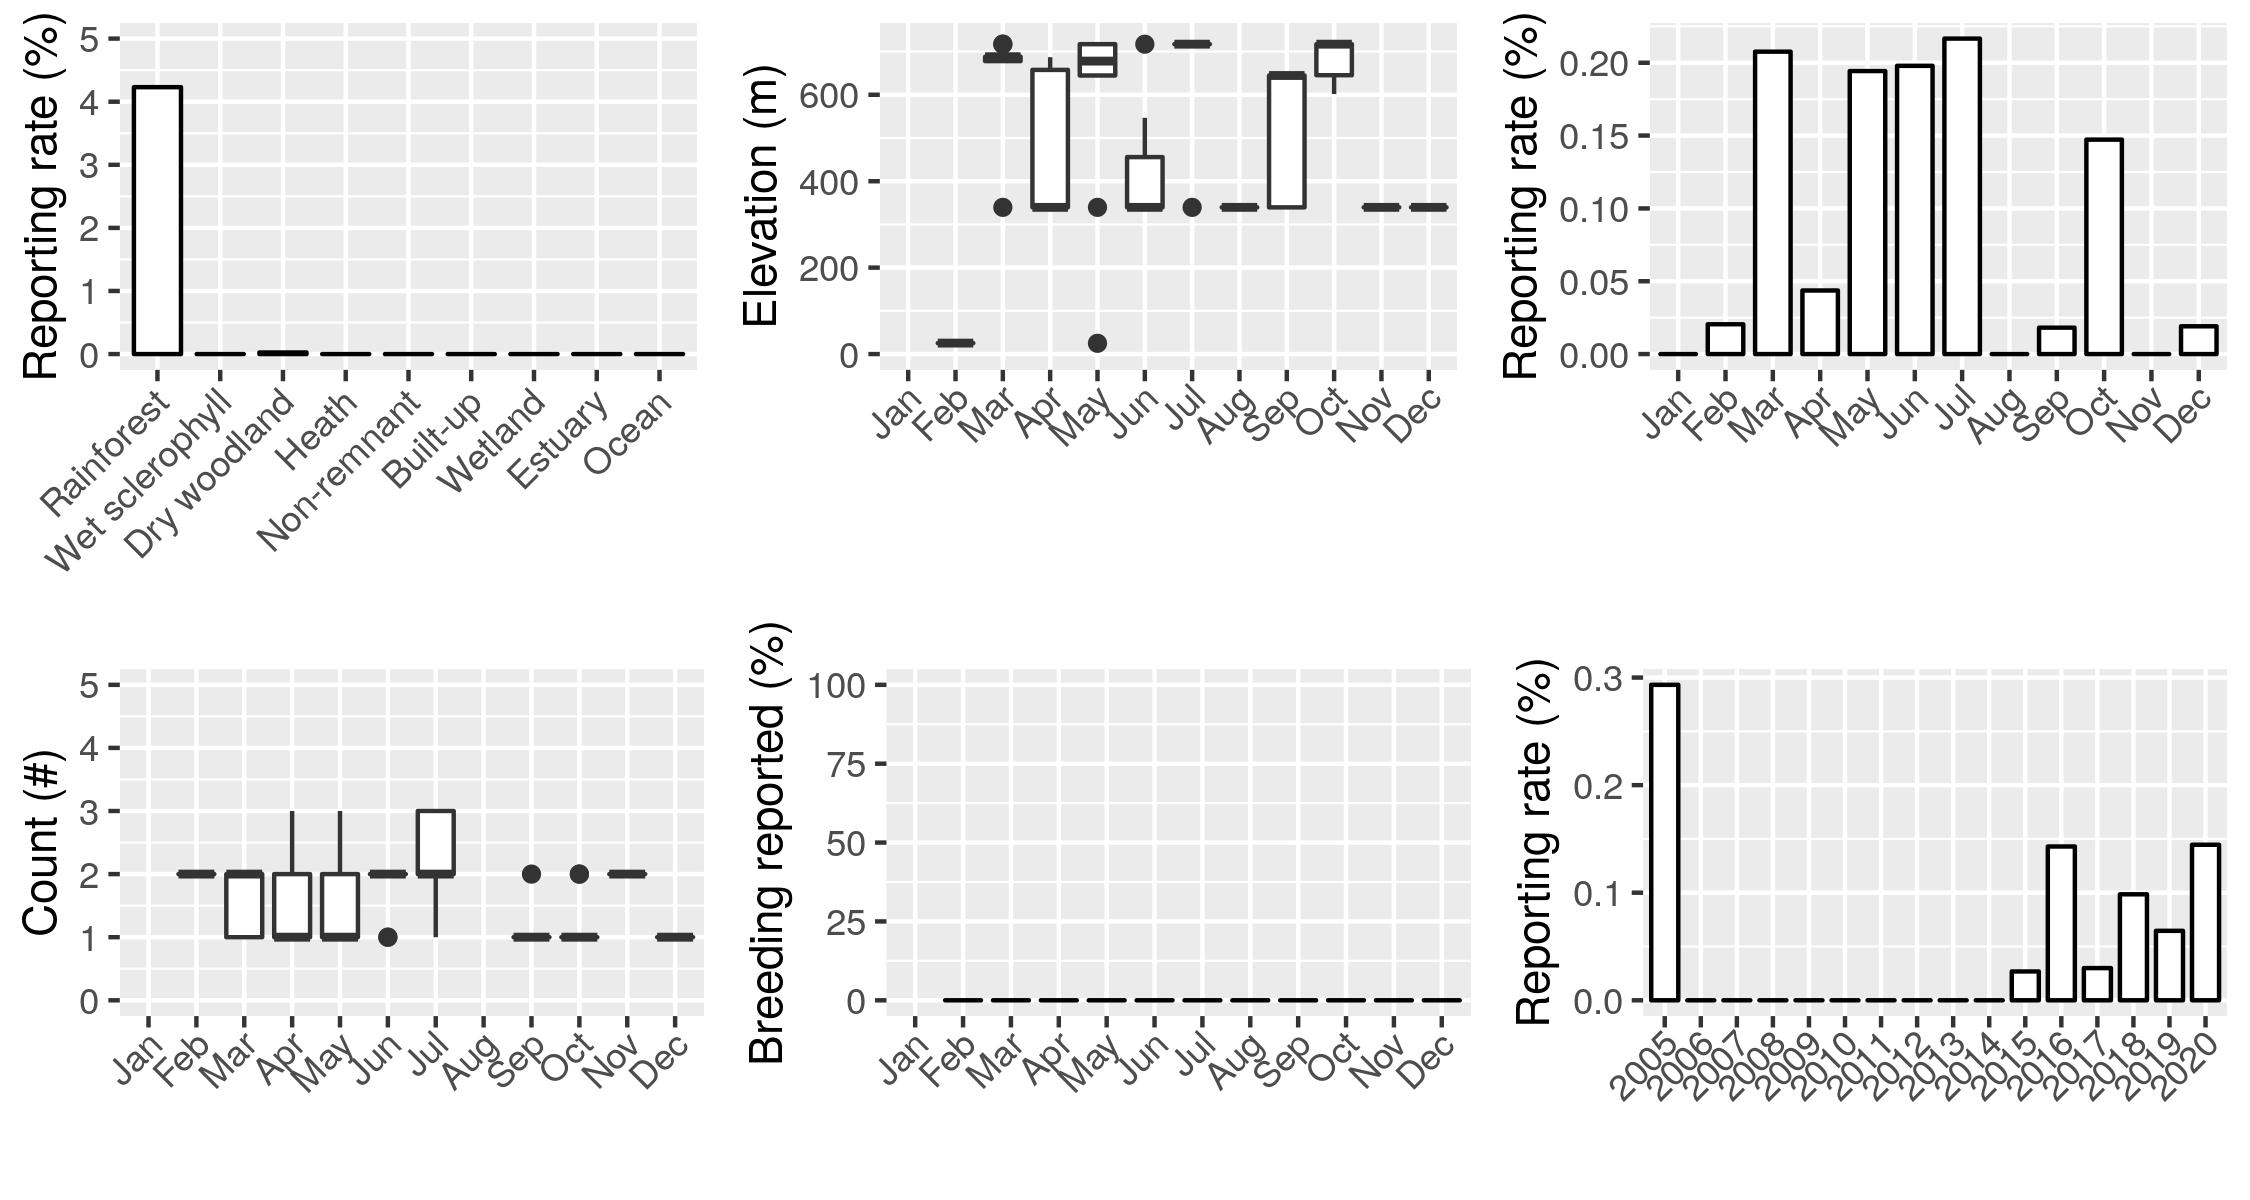 Reporting rate (%)
5
4
3
2
1
0
Rainforest
Wet sclerophyll
Dry woodland
Heath
Non-remnant
Built-up
Wetland
Estuary
Ocean
Elevation (m)
600
400
200
0
Jan
Feb
Mar
Apr
May
Jun
Jul
Aug
Sep
Oct
Nov
Dec
Reporting rate (%)
0.20
0.15
0.10
0.05
0.00
Jan
Feb
Mar
Apr
May
Jun
Jul
Aug
Sep
Oct
Nov
Dec
Count (#)
5
4
3
2
1
0
Jan
Feb
Mar
Apr
May
Jun
Jul
Aug
Sep
Oct
Nov
Dec
Breeding reported (%)
100
75
50
25
0
Jan
Feb
Mar
Apr
May
Jun
Jul
Aug
Sep
Oct
Nov
Dec
Reporting rate (%)
0.3
0.2
0.1
0.0
2005
2006
2007
2008
2009
2010
2011
2012
2013
2014
2015
2016
2017
2018
2019
2020